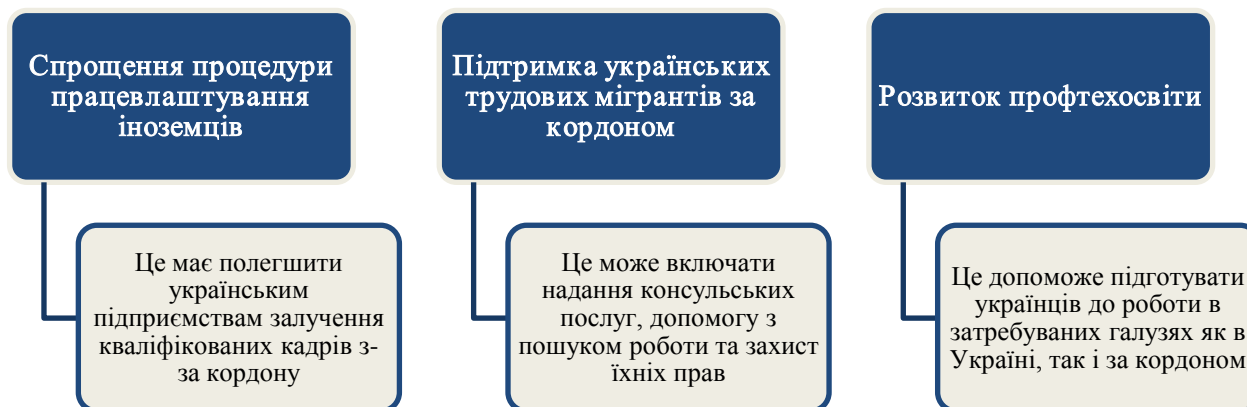 Спрощення процедури
працевлаштування
іноземців
Це має полегшити
українським
підприємствам залучення
кваліфікованих кадрів з-
за кордону
Підтримка українських
трудових мігрантів за
кордоном
Це може включати
надання консульських
послуг, допомогу з
пошуком роботи та захист
їхніх прав
Розвиток профтехосвіти
Це допоможе підготувати
українців до роботи в
затребуваних галузях як в
Україні, так і за кордоном